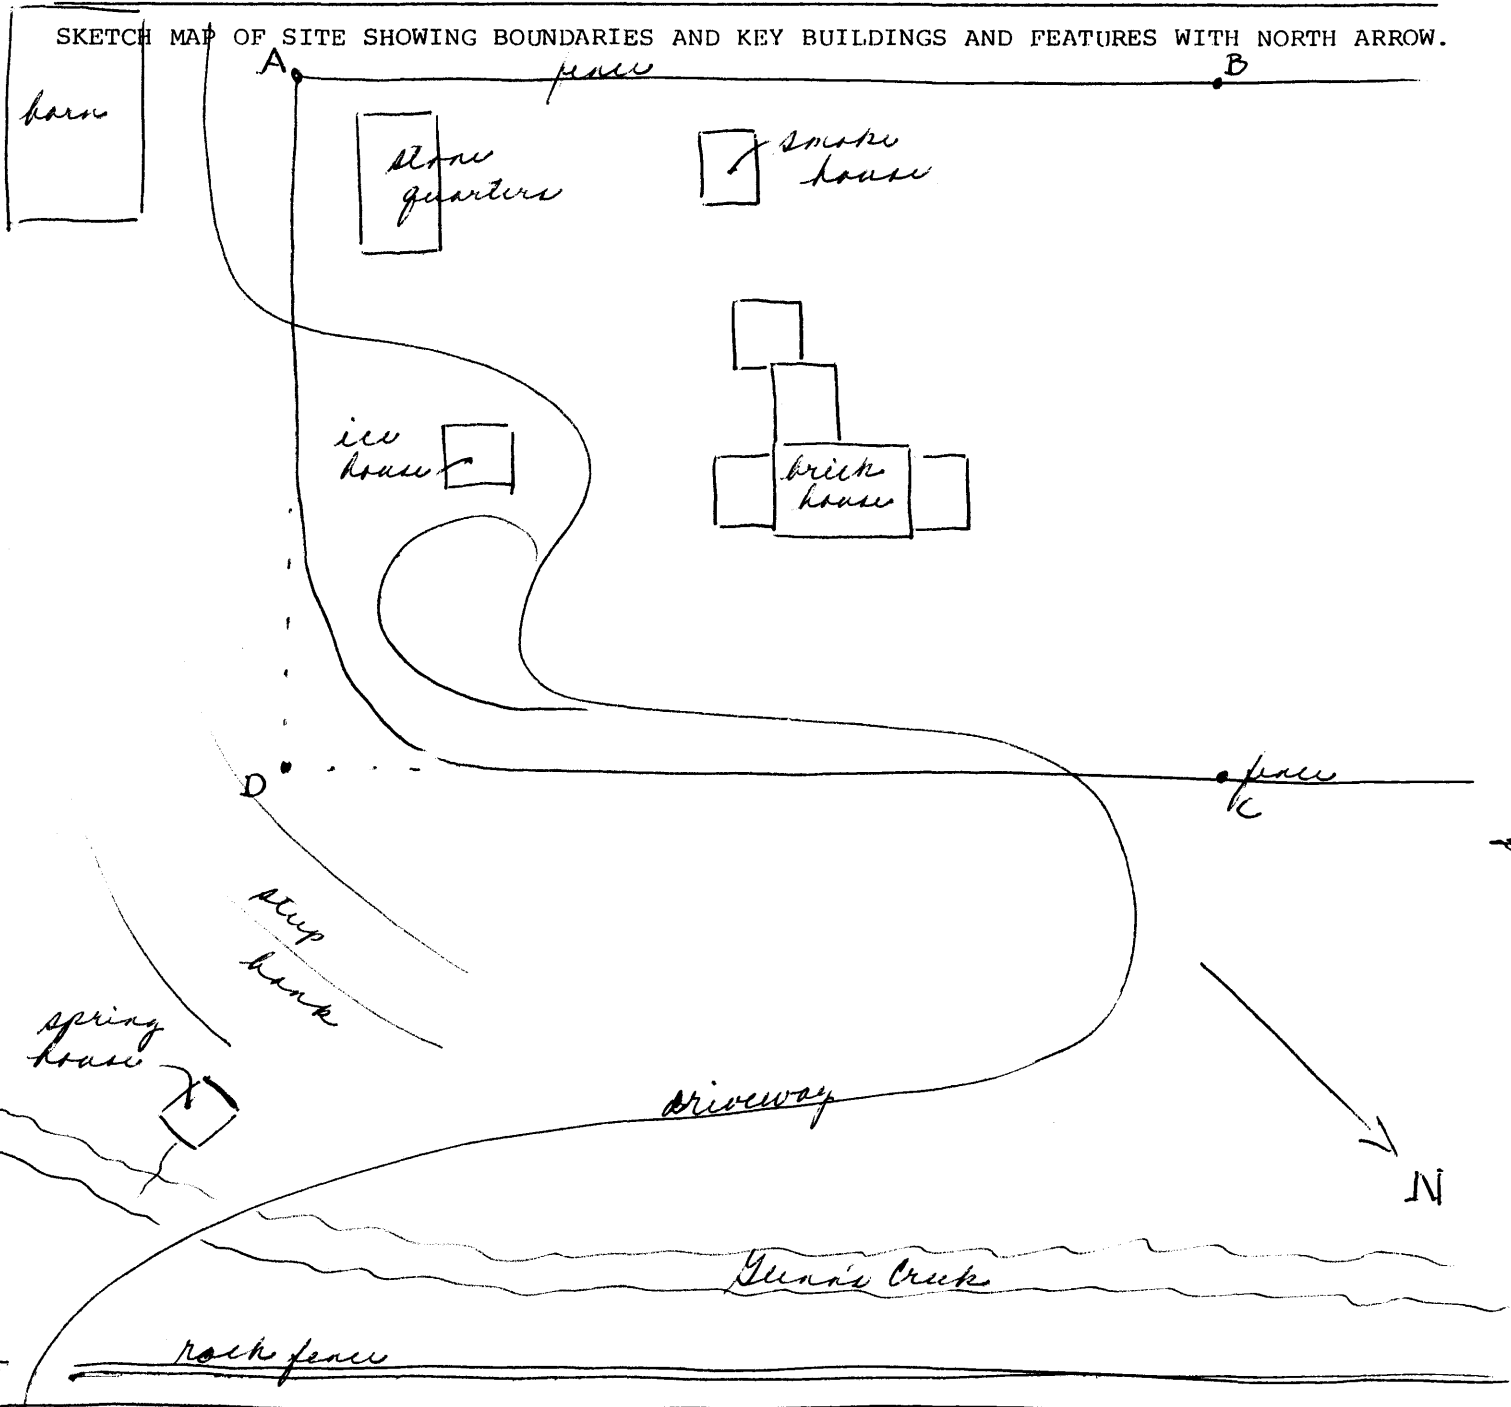 SKETCH MAP OF SITE SHOWING BOUNDARIES AND KEY BUILDINGS AND FEATURES WITH NORTH ARROW.
A
fence
B
barn
stone
quarters
smoke
house
ice
house
brick
house
D
fence
C
steep
bank
spring
house
driveway
N
Glenn's Creek
rock fence